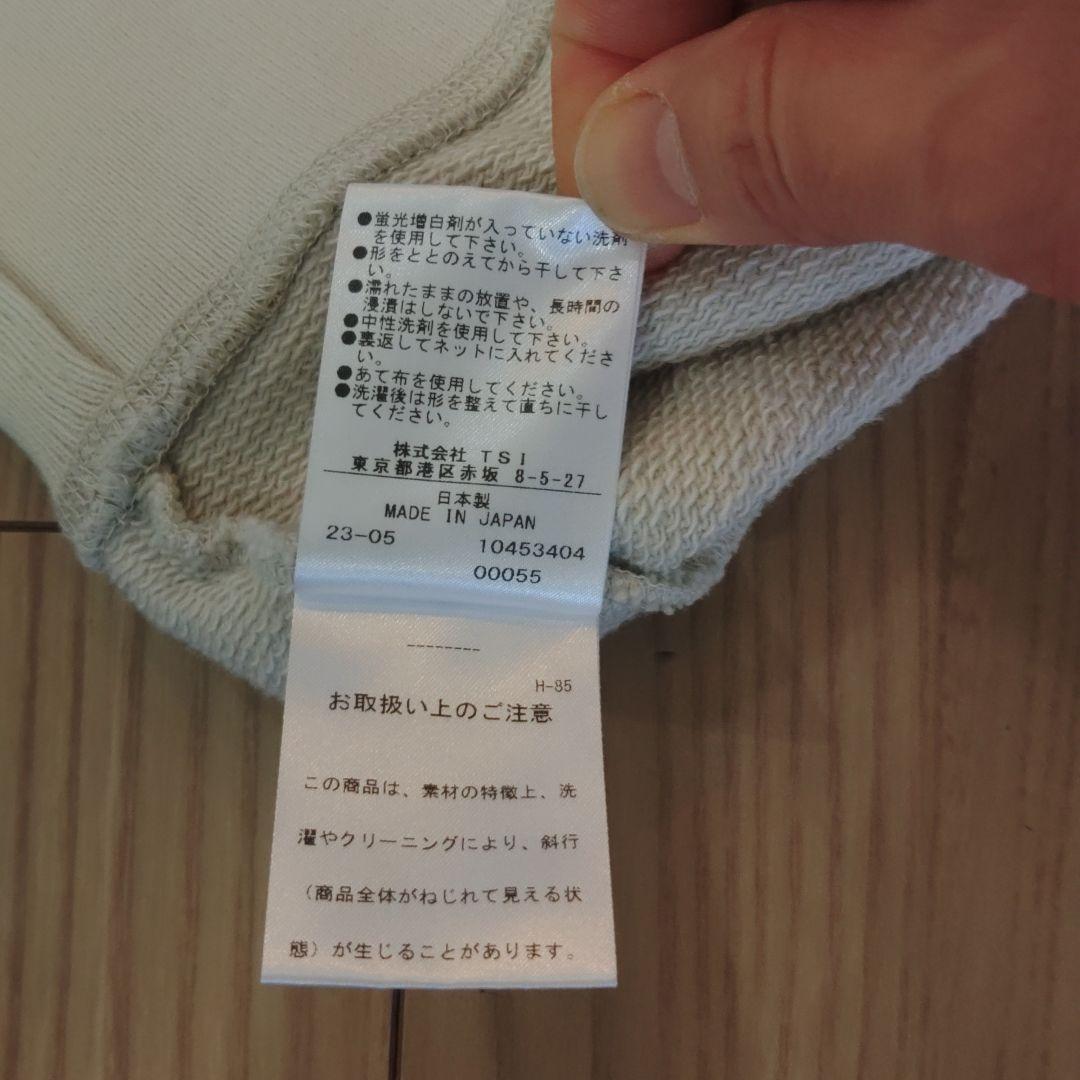 ●蛍光増白剤が入っていない洗剤
を使用して下さい。
●形をととのえてから干して下さ
い。
●濡れたままの放置や、長時間の
浸漬はしないで下さい。
●中性洗剤を使用して下さい。
●裏返してネットに入れてくださ
い。
●あて布を使用してください。
●洗濯後は形を整えて直ちに干し
てください。
株式会社 TSI
東京都港区赤坂 8-5-27
日本製
MADE IN JAPAN
23-05 10453404
00055
--------
H-85
お取扱い上のご注意
この商品は、素材の特徴上、洗
濯やクリーニングにより、斜行
(商品全体がねじれて見える状
態)が生じることがあります。